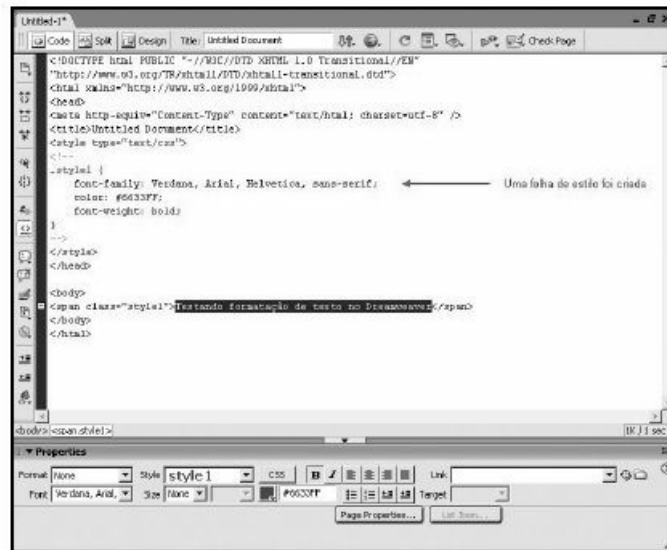 Untitled-1*
Code Split Design Title: Untitled Document Check Page
<!DOCTYPE html PUBLIC "-//W3C//DTD XHTML 1.0 Transitional//EN"
"http://www.w3.org/TR/xhtml1/DTD/xhtml1-transitional.dtd">
<html xmlns="http://www.w3.org/1999/xhtml">
<head>
<meta http-equiv="Content-Type" content="text/html; charset=utf-8" />
<title>Untitled Document</title>
<style type="text/css">
<!--
.style1 {
font-family: Verdana, Arial, Helvetica, sans-serif;
Uma falha de estilo foi criada
color: #6633FF;
font-weight: bold;
}
-->
</style>
</head>
<body>
<span class="style1">Testando formatação de texto no Dreamweaver</span>
</body>
</html>
<body> <span.style1>
1K / 1 sec
Properties
Format None Style style1 CSS B I Link
Font Verdana, Arial, Size None #6633FF Target
Page Properties... List Item...